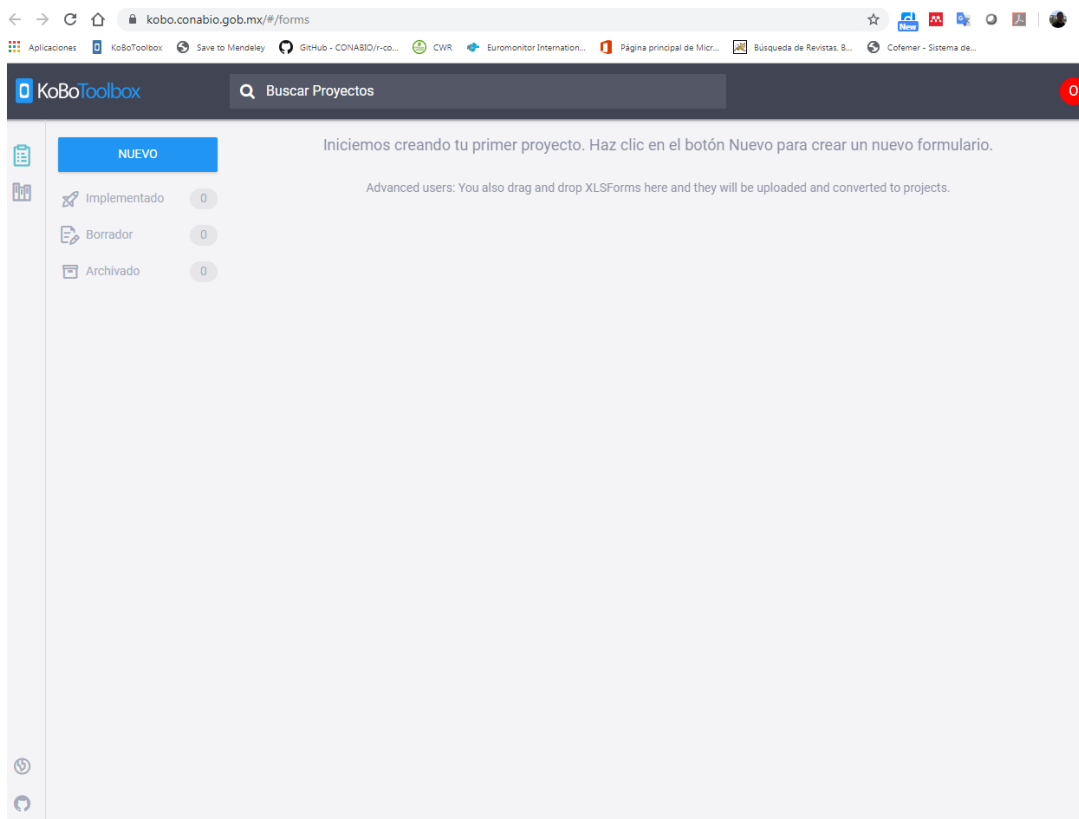 kobo.conabio.gob.mx/#/forms
New
Aplicaciones KoBoToolbox Save to Mendeley GitHub - CONABIO/r-co... CWR Euromonitor Internation... Página principal de Micr... Búsqueda de Revistas, B... Cofemer - Sistema de...
KoBoToolbox Buscar Proyectos O
NUEVO
Implementado 0
Borrador 0
Archivado 0
Iniciemos creando tu primer proyecto. Haz clic en el botón Nuevo para crear un nuevo formulario.
Advanced users: You also drag and drop XLSForms here and they will be uploaded and converted to projects.